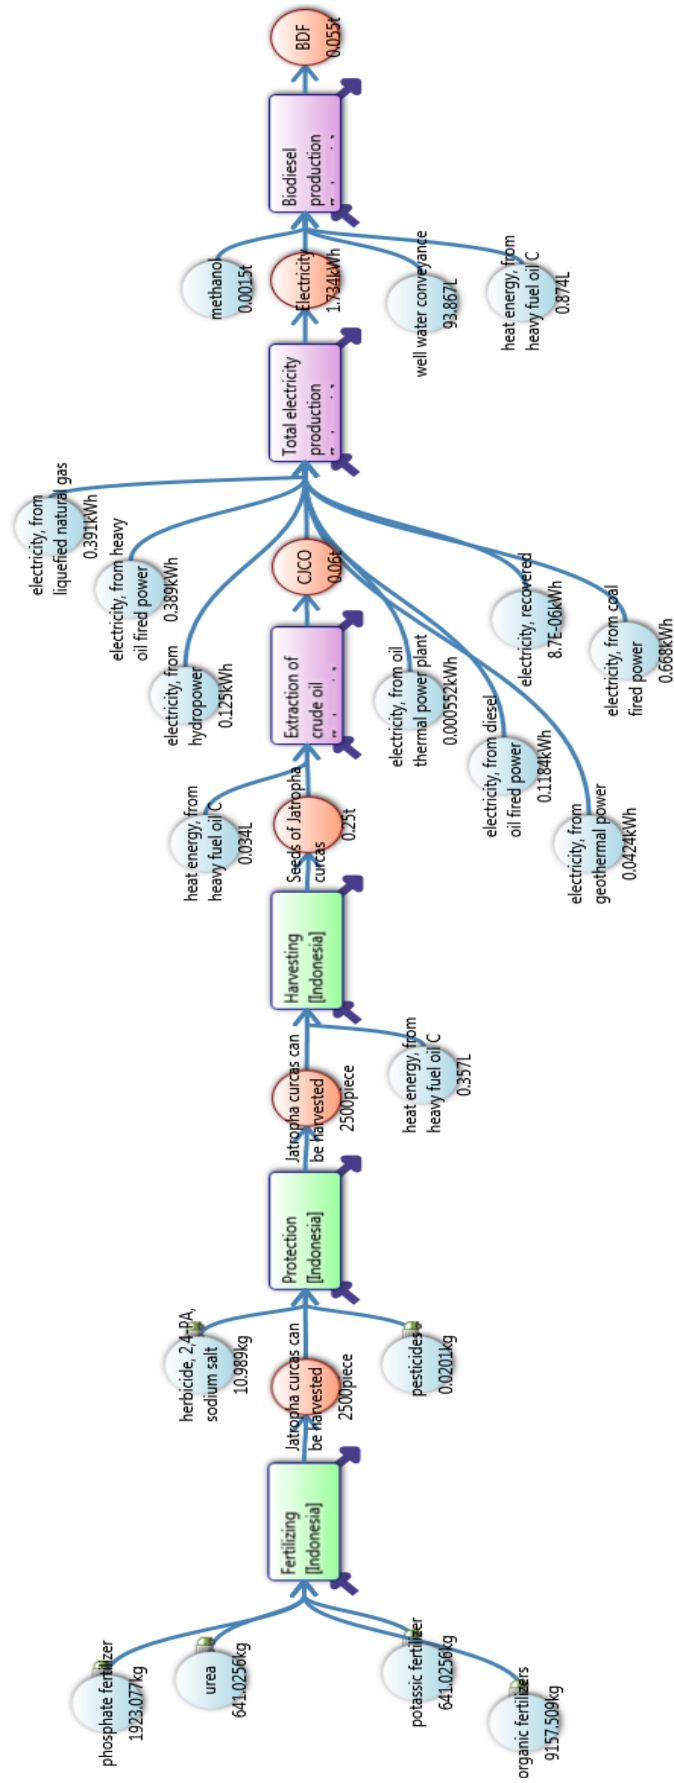 phosphate fertilizer
1923.077kg
urea
641.0256kg
potassic fertilizer
641.0256kg
organic fertilizers
9157.509kg
Fertilizing
[Indonesia]
Jatropha curcas can
be harvested
2500piece
herbicide, 2,4-PA,
sodium salt
10.989kg
pesticides
0.0201kg
Protection
[Indonesia]
Jatropha curcas can
be harvested
2500piece
heat energy, from
heavy fuel oil C
0.357L
Harvesting
[Indonesia]
Seeds of Jatropha
curcas
0.25t
heat energy, from
heavy fuel oil C
0.034L
Extraction of
crude oil
CJCO
0.06t
electricity, from
liquefied natural gas
0.391kWh
electricity, from heavy
oil fired power
0.389kWh
electricity, from
hydropower
0.125kWh
electricity, from oil
thermal power plant
0.000552kWh
electricity, from diesel
oil fired power
0.1184kWh
electricity, from
geothermal power
0.0424kWh
electricity, recovered
8.7E-06kWh
electricity, from coal
fired power
0.668kWh
Total electricity
production
Electricity
1.734kWh
methanol
0.0015t
well water conveyance
93.867L
heat energy, from
heavy fuel oil C
0.874L
Biodiesel
production
BDF
0.055t